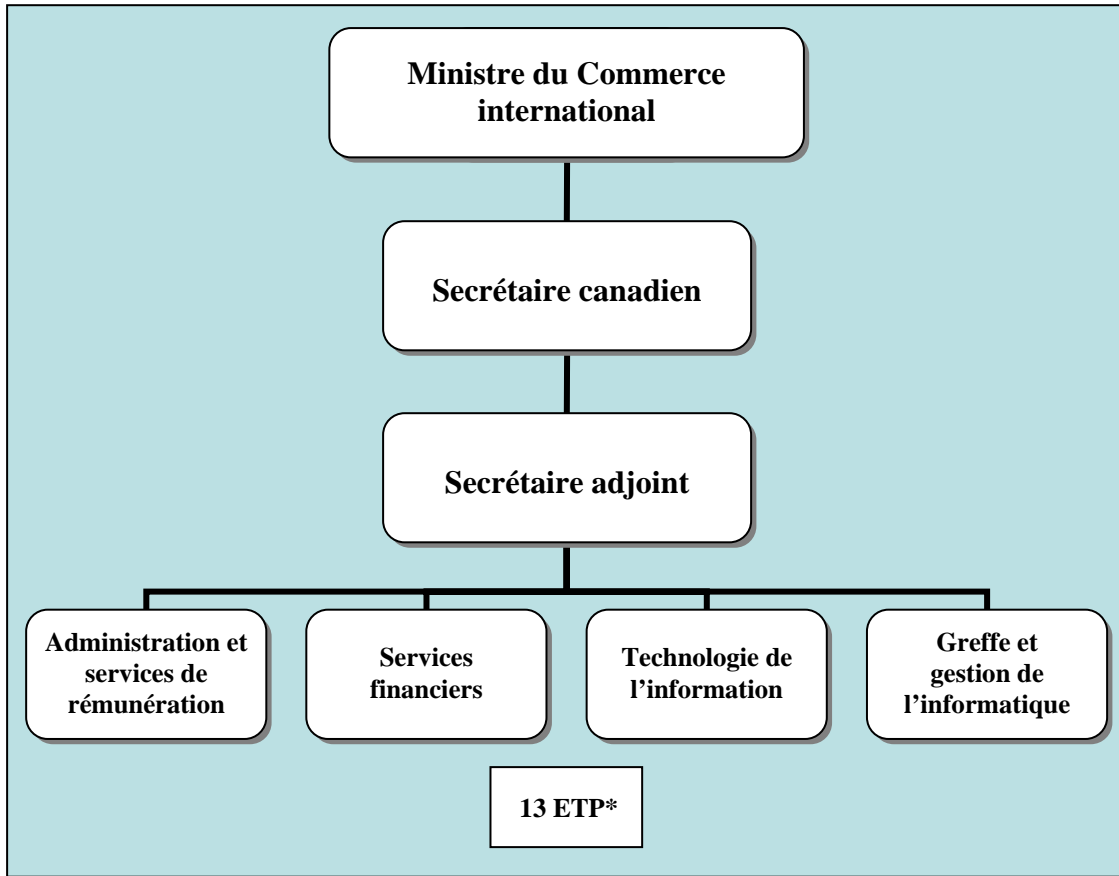 Ministre du Commerce
international
Secrétaire canadien
Secrétaire adjoint
Administration et
services de
rémunération
Services
financiers
Technologie de
l’information
Greffe et
gestion de
l’informatique
13 ETP*